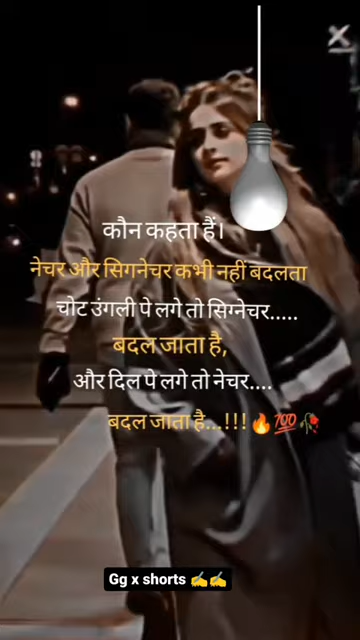 कौन कहता हैं।
नेचर और सिगनेचर कभी नहीं बदलता
चोट उंगली पे लगे तो सिग्नेचर.....
बदल जाता है,
और दिल पे लगे तो नेचर....
बदल जाता है...!!!🔥💯🥀
Gg x shorts ✍️✍️